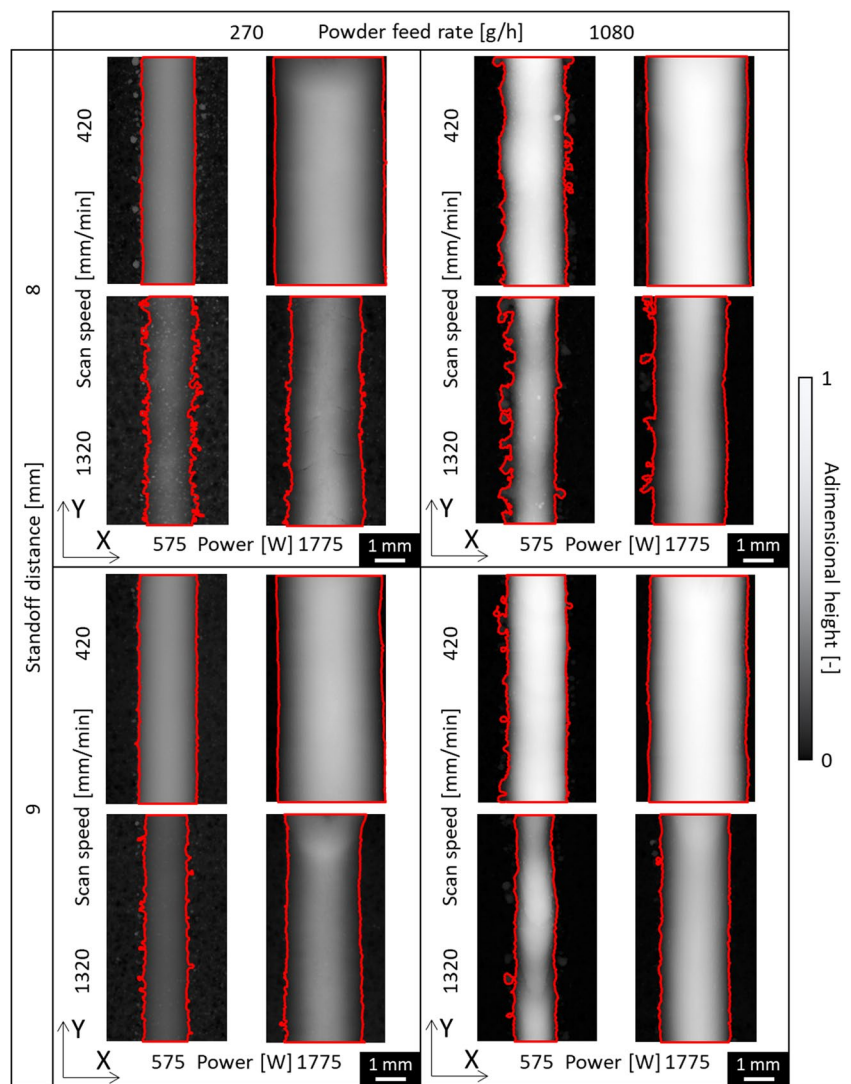 270 Powder feed rate [g/h] 1080
Standoff distance [mm]
8
9
Scan speed [mm/min]
420
1320
Y
X
575 Power [W] 1775
1 mm
Scan speed [mm/min]
420
1320
Y
X
575 Power [W] 1775
1 mm
Scan speed [mm/min]
420
1320
Y
X
575 Power [W] 1775
1 mm
Scan speed [mm/min]
420
1320
Y
X
575 Power [W] 1775
1 mm
1
Adimensional height [-]
0